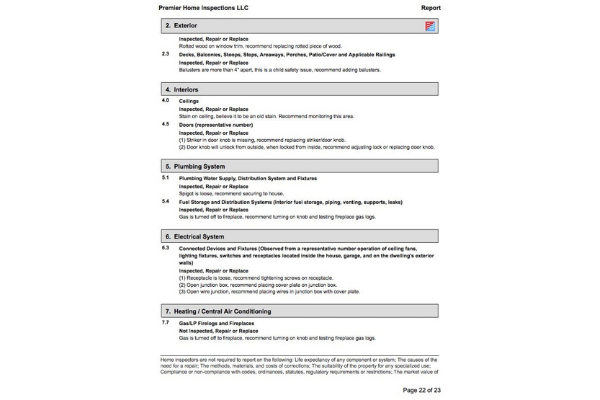 Premier Home Inspections LLC
Report
2. Exterior
Inspected, Repair or Replace
Rotted wood on window trim, recommend replacing rotted piece of wood.
2.3 Decks, Balconies, Stoops, Steps, Areaways, Porches, Patio/Cover and Applicable Railings
Inspected, Repair or Replace
Balusters are more than 4" apart, this is a child safety issue, recommend adding balusters.
4. Interiors
4.0 Ceilings
Inspected, Repair or Replace
Stain on ceiling, believe it to be an old stain. Recommend monitoring this area.
4.5 Doors (representative number)
Inspected, Repair or Replace
(1) Striker in door knob is missing, recommend replacing striker/door knob.
(2) Door knob will unlock from outside, when locked from inside, recommend adjusting lock or replacing door knob.
5. Plumbing System
5.1 Plumbing Water Supply, Distribution System and Fixtures
Inspected, Repair or Replace
Spigot is loose, recommend securing to house.
5.4 Fuel Storage and Distribution Systems (Interior fuel storage, piping, venting, supports, leaks)
Inspected, Repair or Replace
Gas is turned off to fireplace, recommend turning on knob and testing fireplace gas logs.
6. Electrical System
6.3 Connected Devices and Fixtures (Observed from a representative number operation of ceiling fans,
lighting fixtures, switches and receptacles located inside the house, garage, and on the dwelling's exterior
walls)
Inspected, Repair or Replace
(1) Receptacle is loose, recommend tightening screws on receptacle.
(2) Open junction box, recommend placing cover plate on junction box.
(3) Open wire junction, recommend placing wires in junction box with cover plate.
7. Heating / Central Air Conditioning
7.7 Gas/LP Firelogs and Fireplaces
Not Inspected, Repair or Replace
Gas is turned off to fireplace, recommend turning on knob and testing fireplace gas logs.
Home inspectors are not required to report on the following: Life expectancy of any component or system; The causes of the
need for a repair; The methods, materials, and costs of corrections; The suitability of the property for any specialized use;
Compliance or non-compliance with codes, ordinances, statutes, regulatory requirements or restrictions; The market value of
Page 22 of 23